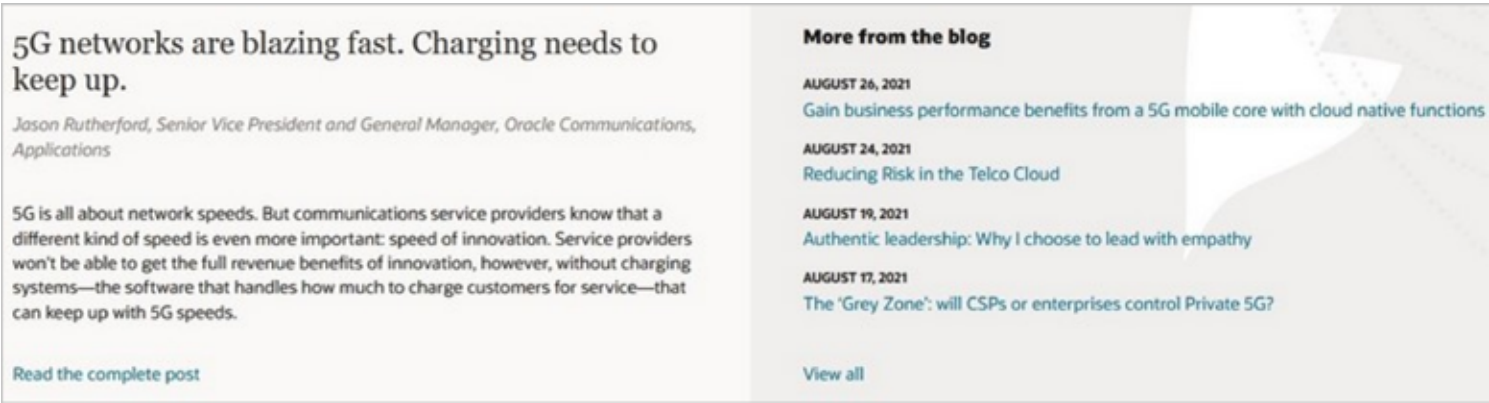 5G networks are blazing fast. Charging needs to
keep up.
Jason Rutherford, Senior Vice President and General Manager, Oracle Communications,
Applications
5G is all about network speeds. But communications service providers know that a
different kind of speed is even more important: speed of innovation. Service providers
won't be able to get the full revenue benefits of innovation, however, without charging
systems—the software that handles how much to charge customers for service—that
can keep up with 5G speeds.
Read the complete post
More from the blog
AUGUST 26, 2021
Gain business performance benefits from a 5G mobile core with cloud native functions
AUGUST 24, 2021
Reducing Risk in the Telco Cloud
AUGUST 19, 2021
Authentic leadership: Why I choose to lead with empathy
AUGUST 17, 2021
The 'Grey Zone': will CSPs or enterprises control Private 5G?
View all